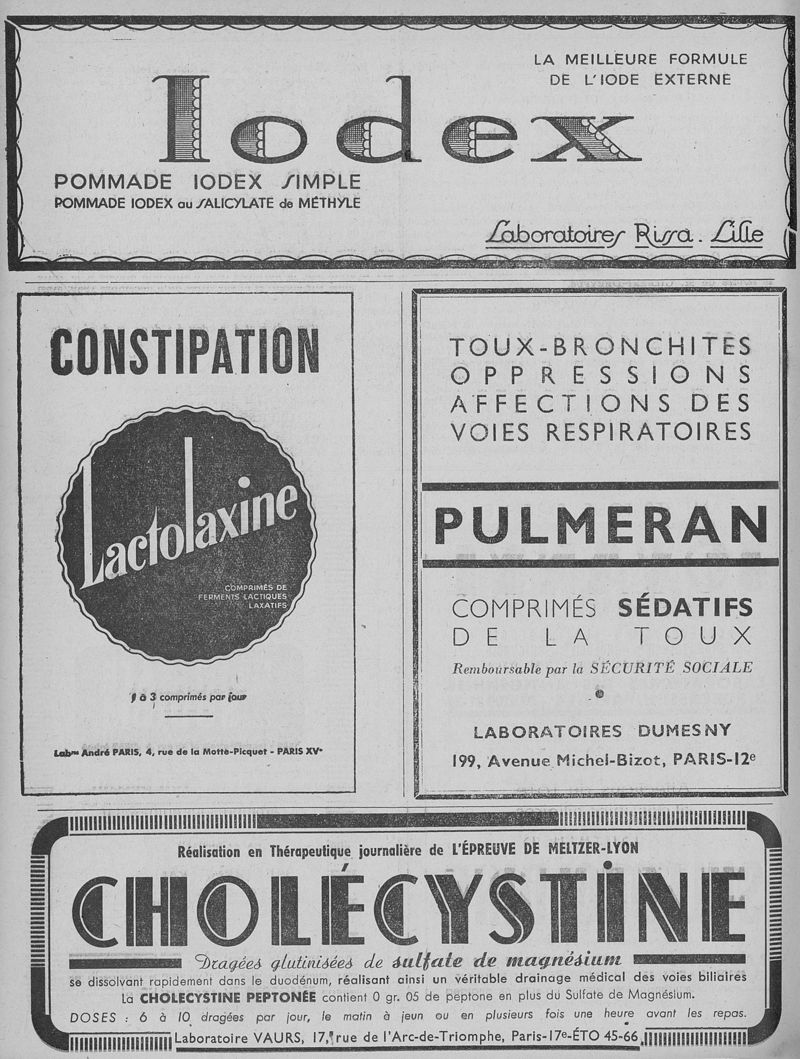 LA MEILLEURE FORMULE
DE L'IODE EXTERNE
Iodex
POMMADE IODEX SIMPLE
POMMADE IODEX au SALICYLATE de MÉTHYLE
Laboratoires Rissa. Lille
CONSTIPATION
Lactolaxine
COMPRIMÉS DE
FERMENTS LACTIQUES
LAXATIFS
1 à 3 comprimés par jour
Labres André PARIS, 4, rue de la Motte-Picquet - PARIS XVe
TOUX-BRONCHITES
OPPRESSIONS
AFFECTIONS DES
VOIES RESPIRATOIRES
PULMERAN
COMPRIMÉS SÉDATIFS
DE LA TOUX
Remboursable par la SÉCURITÉ SOCIALE
LABORATOIRES DUMESNY
199, Avenue Michel-Bizot, PARIS-12e
Réalisation en Thérapeutique journalière de L'ÉPREUVE DE MELTZER-LYON
CHOLÉCYSTINE
Dragées glutinisées de sulfate de magnésium
se dissolvant rapidement dans le duodénum, réalisant ainsi un véritable drainage médical des voies biliaires
La CHOLECYSTINE PEPTONÉE contient 0 gr. 05 de peptone en plus du Sulfate de Magnésium.
DOSES : 6 à 10 dragées par jour, le matin à jeun ou en plusieurs fois une heure avant les repas.
Laboratoire VAURS, 17, rue de l'Arc-de-Triomphe, Paris-17e-ÉTO 45-66